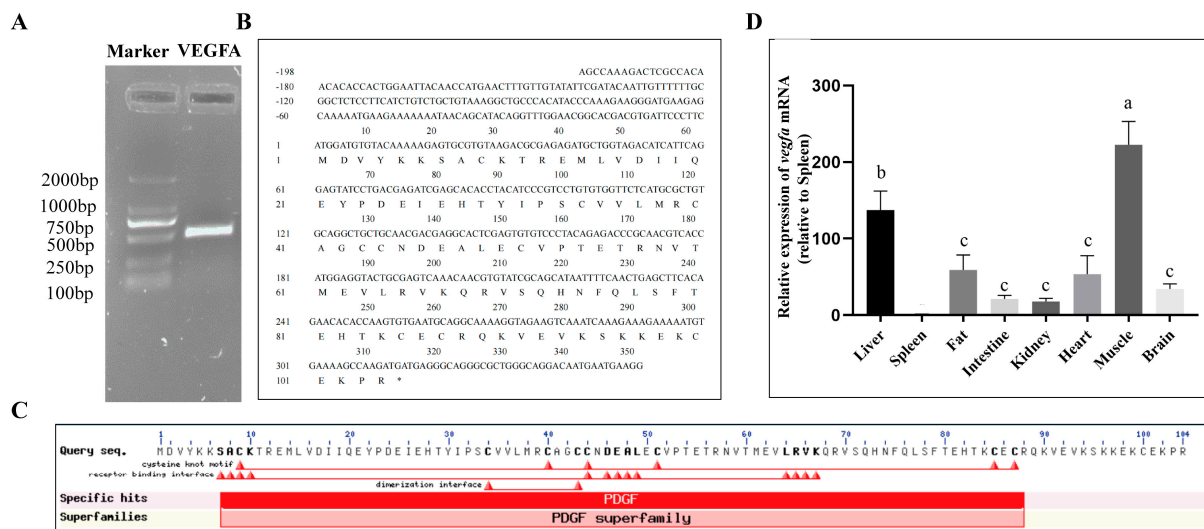 A
Marker VEGFA
2000bp
1000bp
750bp
500bp
250bp
100bp
B
-198 AGCCAAAGACTCGCCACA
-180 ACACACCACTGGAATTACAACCATGAACTTTGTTGTATATTCGATACAATTGTTTTTTGC
-120 GGCTCTCCTTCATCTGTCTGCTGTAAAGGCTGCCCACATACCCAAAGAAGGGATGAAGAG
-60 CAAAAATGAAGAAAAAAATAACAGCATACAGGTTTGGAACGGCACGACGTGATTCCCTTC
10 20 30 40 50 60
1 ATGGATGTGTACAAAAAGAGTGCGTGTAAGACGCGAGAGATGCTGGTAGACATCATTCAG
1 M D V Y K K S A C K T R E M L V D I I Q
70 80 90 100 110 120
61 GAGTATCCTGACGAGATCGAGCACACCTACATCCCGTCCTGTGTGGTTCTCATGCGCTGT
21 E Y P D E I E H T Y I P S C V V L M R C
130 140 150 160 170 180
121 GCAGGCTGCTGCAACGACGAGGCACTCGAGTGTGTCCCTACAGAGACCCGCAACGTCACC
41 A G C C N D E A L E C V P T E T R N V T
190 200 210 220 230 240
181 ATGGAGGTACTGCGAGTCAAACAACGTGTATCGCAGCATAATTTTCAACTGAGCTTCACA
61 M E V L R V K Q R V S Q H N F Q L S F T
250 260 270 280 290 300
241 GAACACACCAAGTGTGAATGCAGGCAAAAGGTAGAAGTCAAATCAAAGAAAGAAAAATGT
81 E H T K C E C R Q K V E V K S K K E K C
310 320 330 340 350
301 GAAAAGCCAAGATGATGAGGGCAGGGCGCTGGGCAGGACAATGAATGAAGG
101 E K P R *
D
Relative expression of vegfa mRNA
(relative to Spleen)
300
200
100
0
b
c
c
c
c
a
c
Liver
Spleen
Fat
Intestine
Kidney
Heart
Muscle
Brain
C
1 10 20 30 40 50 60 70 80 90 104
Query seq. MDVYKKSACKTREMLVDIIQEYPDEIEHTYIPSCVVLMRCAGCCNDEALECVPTETRNVTMEVLRVKQRVSQHNFQLSFTEHTKCECRQKVEVKSKKEKCEKPR
cysteine knot motif
receptor binding interface
dimerization interface
Specific hits PDGF
Superfamilies PDGF superfamily